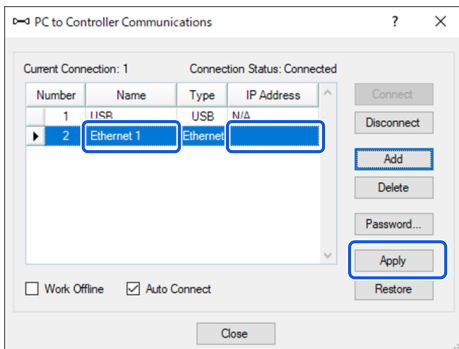 PC to Controller Communications
Current Connection: 1 Connection Status: Connected
Number Name Type IP Address
Connect
1 USB USB N/A
Disconnect
2 Ethernet 1 Ethernet
Add
Delete
Password...
Apply
Work Offline Auto Connect Restore
Close